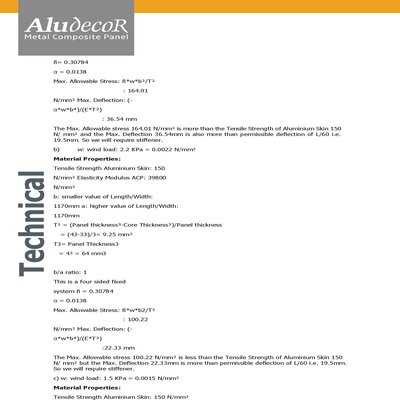 AludecoR
Metal Composite Panel
Technical
ß= 0.30784
α = 0.0138
Max. Allowable Stress: ß*w*b²/T²
: 164.01
N/mm² Max. Deflection: (-
α*w*b⁴)/(E*T³)
: 36.54 mm
The Max. Allowable stress 164.01 N/mm² is more than the Tensile Strength of Aluminium Skin 150
N/ mm² and the Max. Deflection 36.54mm is also more than permissible deflection of L/60 i.e.
19.5mm. So we will require stiffener.
b) w: wind load: 2.2 KPa = 0.0022 N/mm²
Material Properties:
Tensile Strength Aluminium Skin: 150
N/mm² Elasticity Modulus ACP: 39800
N/mm²
b: smaller value of Length/Width:
1170mm a: higher value of Length/Width:
1170mm
T² = (Panel thickness³-Core Thickness³)/Panel thickness
= (43-33)/3= 9.25 mm²
T3= Panel Thickness3
= 4³ = 64 mm3
b/a ratio: 1
This is a four sided fixed
system ß = 0.30784
α = 0.0138
Max. Allowable Stress: ß*w*b2/T²
: 100.22
N/mm² Max. Deflection: (-
α*w*b⁴)/(E*T³)
:22.33 mm
The Max. Allowable stress 100.22 N/mm² is less than the Tensile Strength of Aluminium Skin 150
N/ mm² but the Max. Deflection 22.33mm is more than permissible deflection of L/60 i.e. 19.5mm.
So we will require stiffener.
c) w: wind load: 1.5 KPa = 0.0015 N/mm²
Material Properties:
Tensile Strength Aluminium Skin: 150 N/mm²